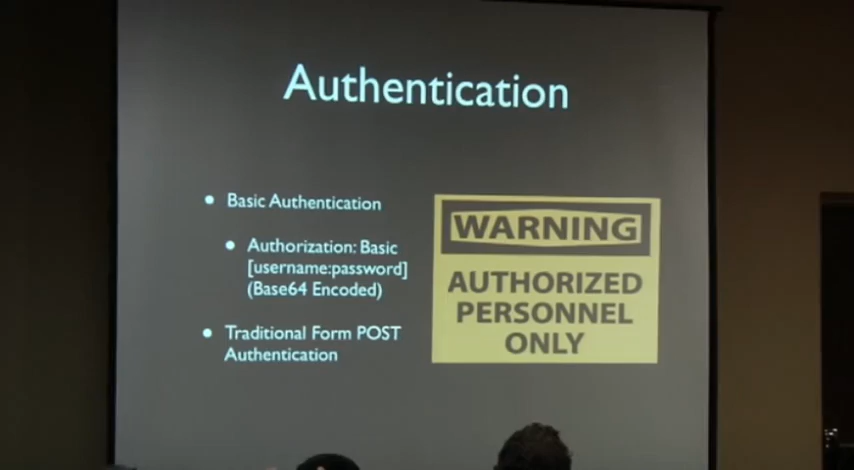 Authentication
• Basic Authentication
• Authorization: Basic
[username:password]
(Base64 Encoded)
• Traditional Form POST
Authentication
WARNING
AUTHORIZED
PERSONNEL
ONLY